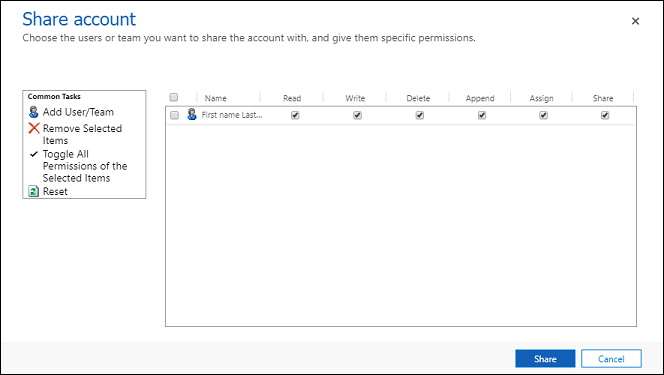 Share account
Choose the users or team you want to share the account with, and give them specific permissions.
Common Tasks
Add User/Team
Remove Selected
Items
Toggle All
Permissions of the
Selected Items
Reset
Name Read Write Delete Append Assign Share
First name Last...
Share Cancel